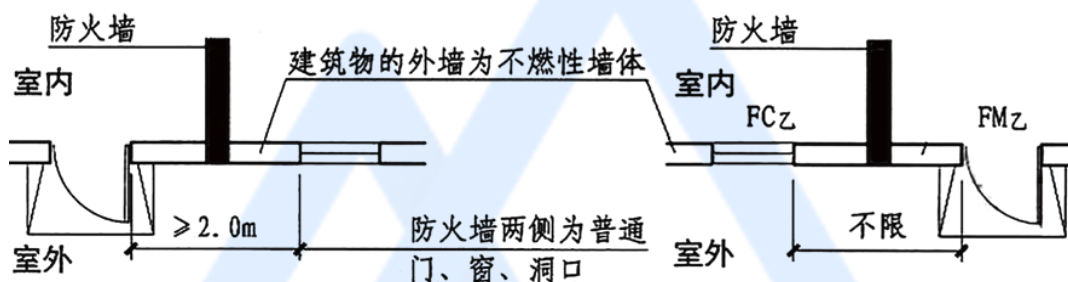 防火墙
防火墙
建筑物的外墙为不燃性墙体
室内
室内
FC乙
FM乙
≥2.0m
防火墙两侧为普通
门、窗、洞口
不限
室外
室外